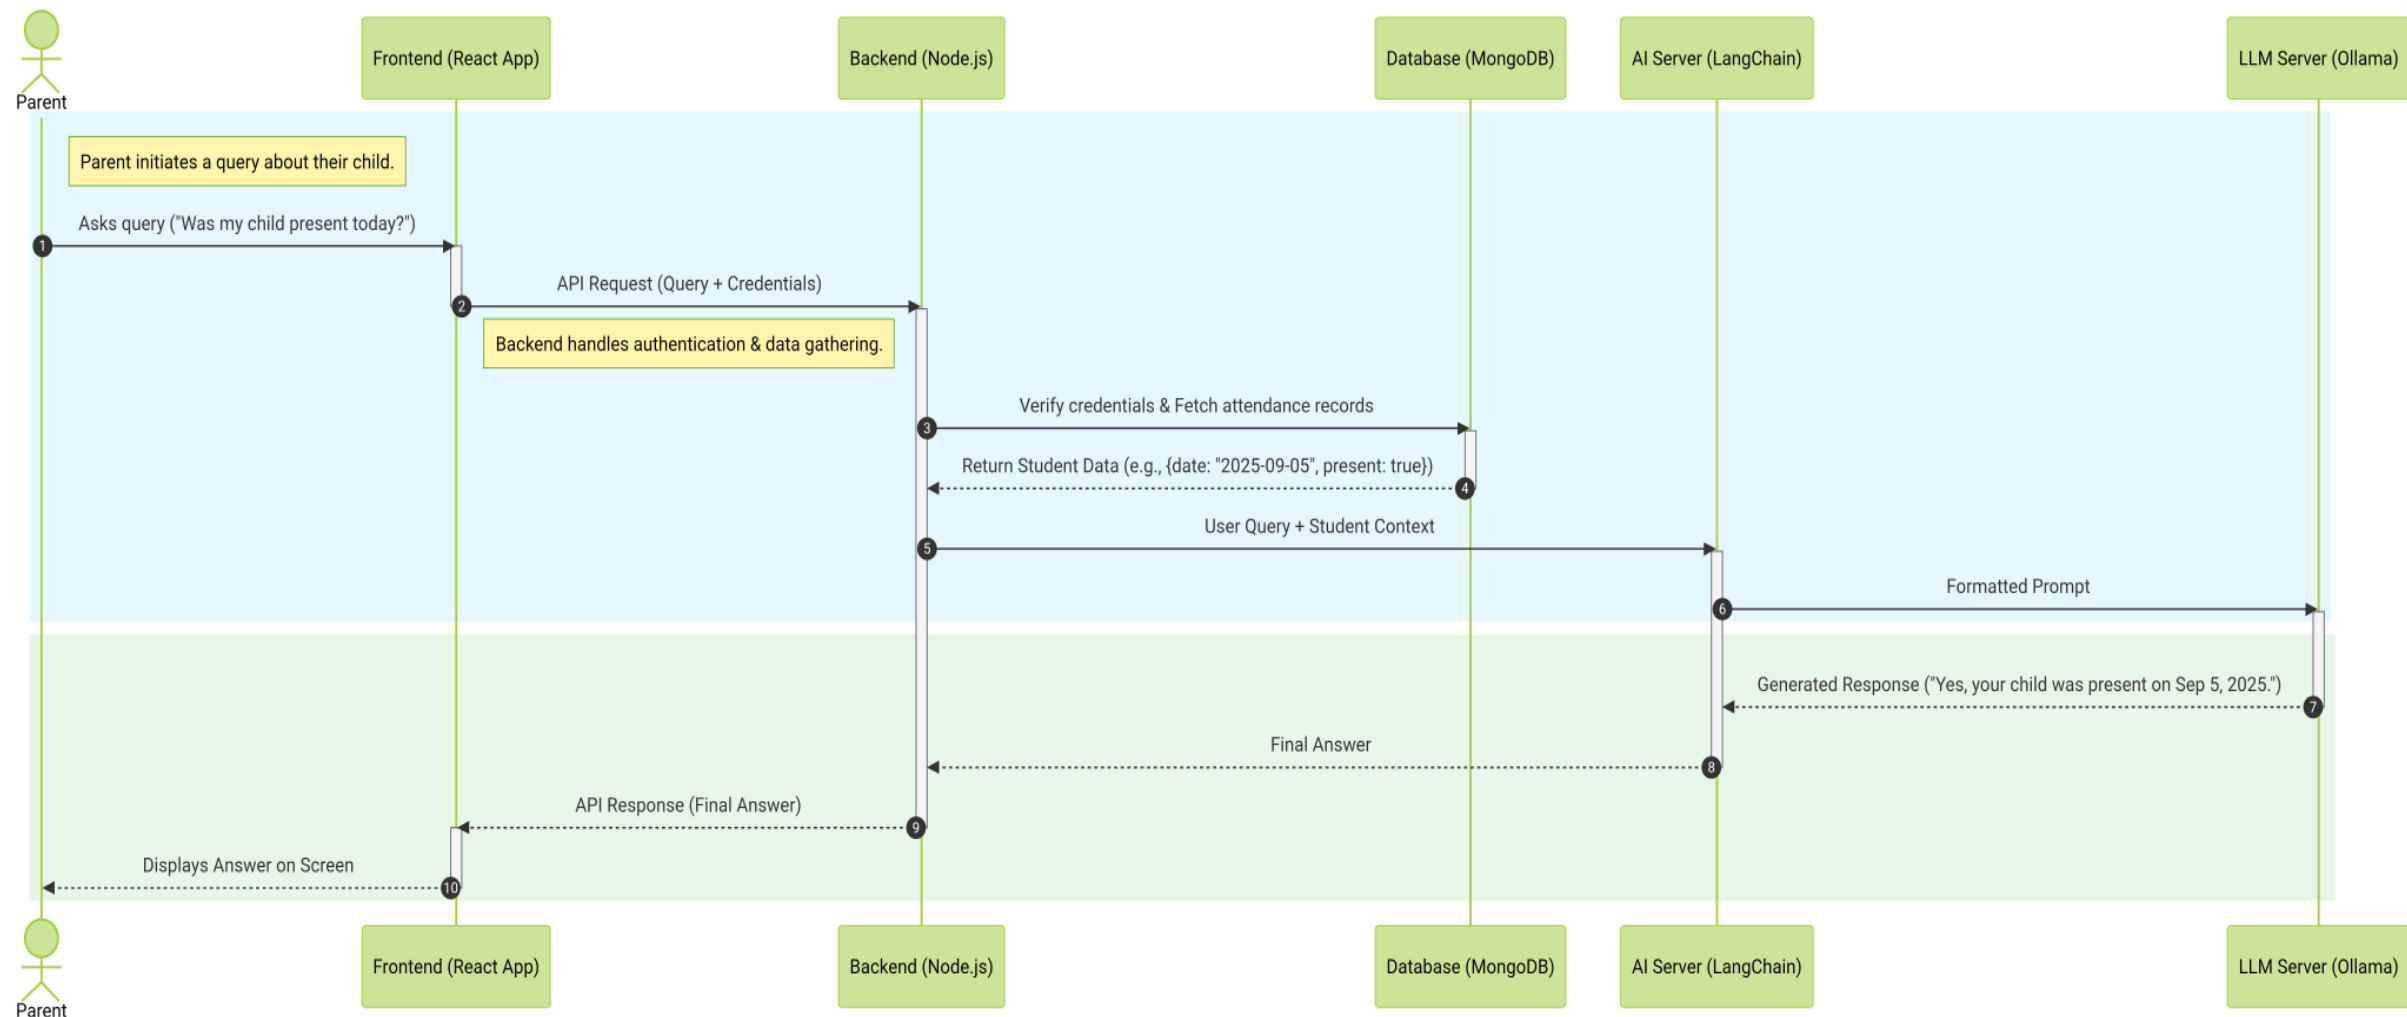 Parent
Frontend (React App)
Backend (Node.js)
Database (MongoDB)
AI Server (LangChain)
LLM Server (Ollama)
Parent initiates a query about their child.
Asks query ("Was my child present today?")
1
API Request (Query + Credentials)
2
Backend handles authentication & data gathering.
Verify credentials & Fetch attendance records
3
Return Student Data (e.g., {date: "2025-09-05", present: true})
4
User Query + Student Context
5
Formatted Prompt
6
Generated Response ("Yes, your child was present on Sep 5, 2025.")
7
Final Answer
8
API Response (Final Answer)
9
Displays Answer on Screen
10
Parent
Frontend (React App)
Backend (Node.js)
Database (MongoDB)
AI Server (LangChain)
LLM Server (Ollama)